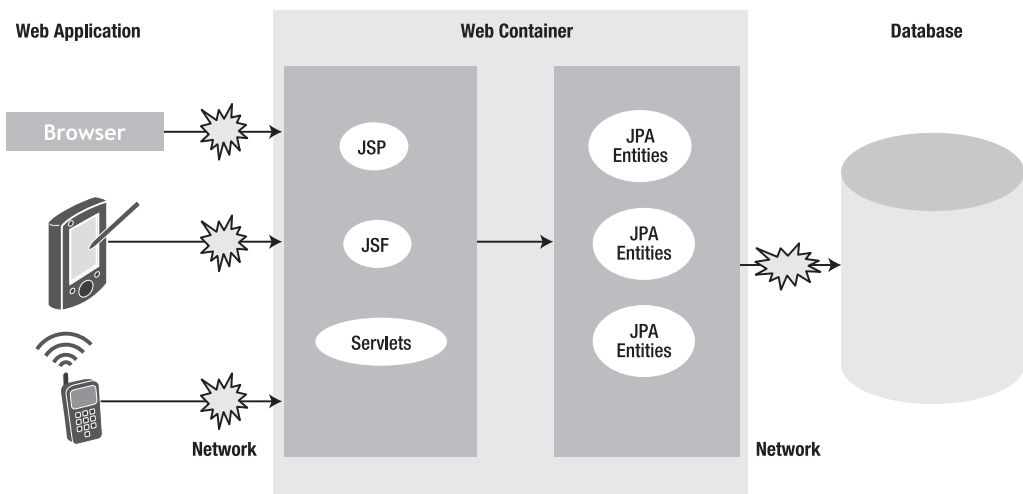 Web Application
Web Container
Database
Browser
JSP
JPA
Entities
JSF
JPA
Entities
Servlets
JPA
Entities
Network
Network